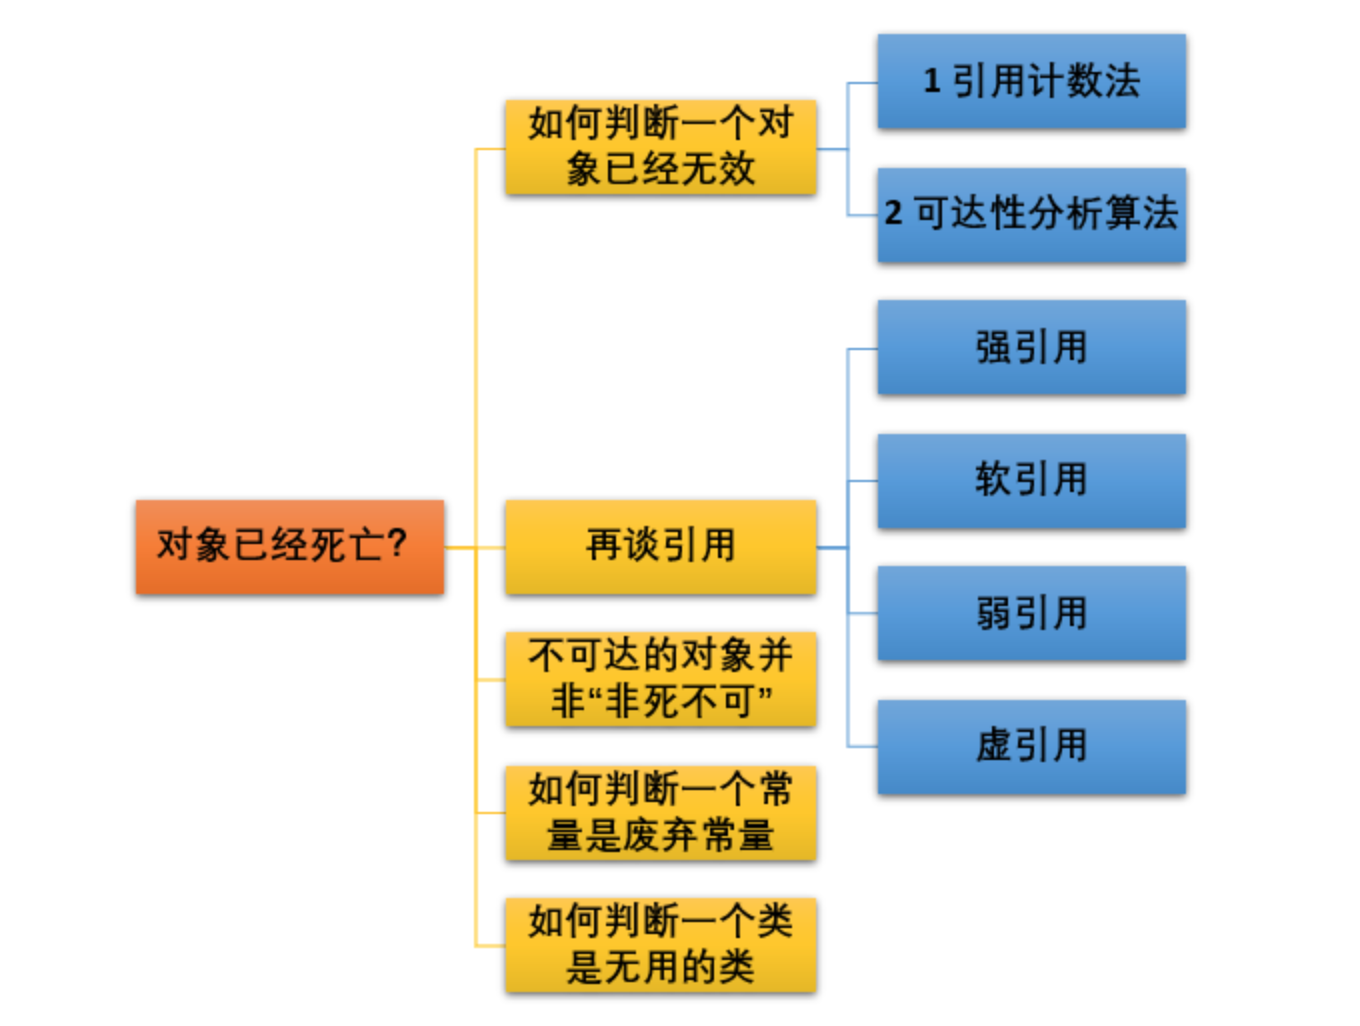 对象已经死亡?
如何判断一个对
象已经无效
1 引用计数法
2 可达性分析算法
再谈引用
强引用
软引用
弱引用
虚引用
不可达的对象并
非“非死不可”
如何判断一个常
量是废弃常量
如何判断一个类
是无用的类